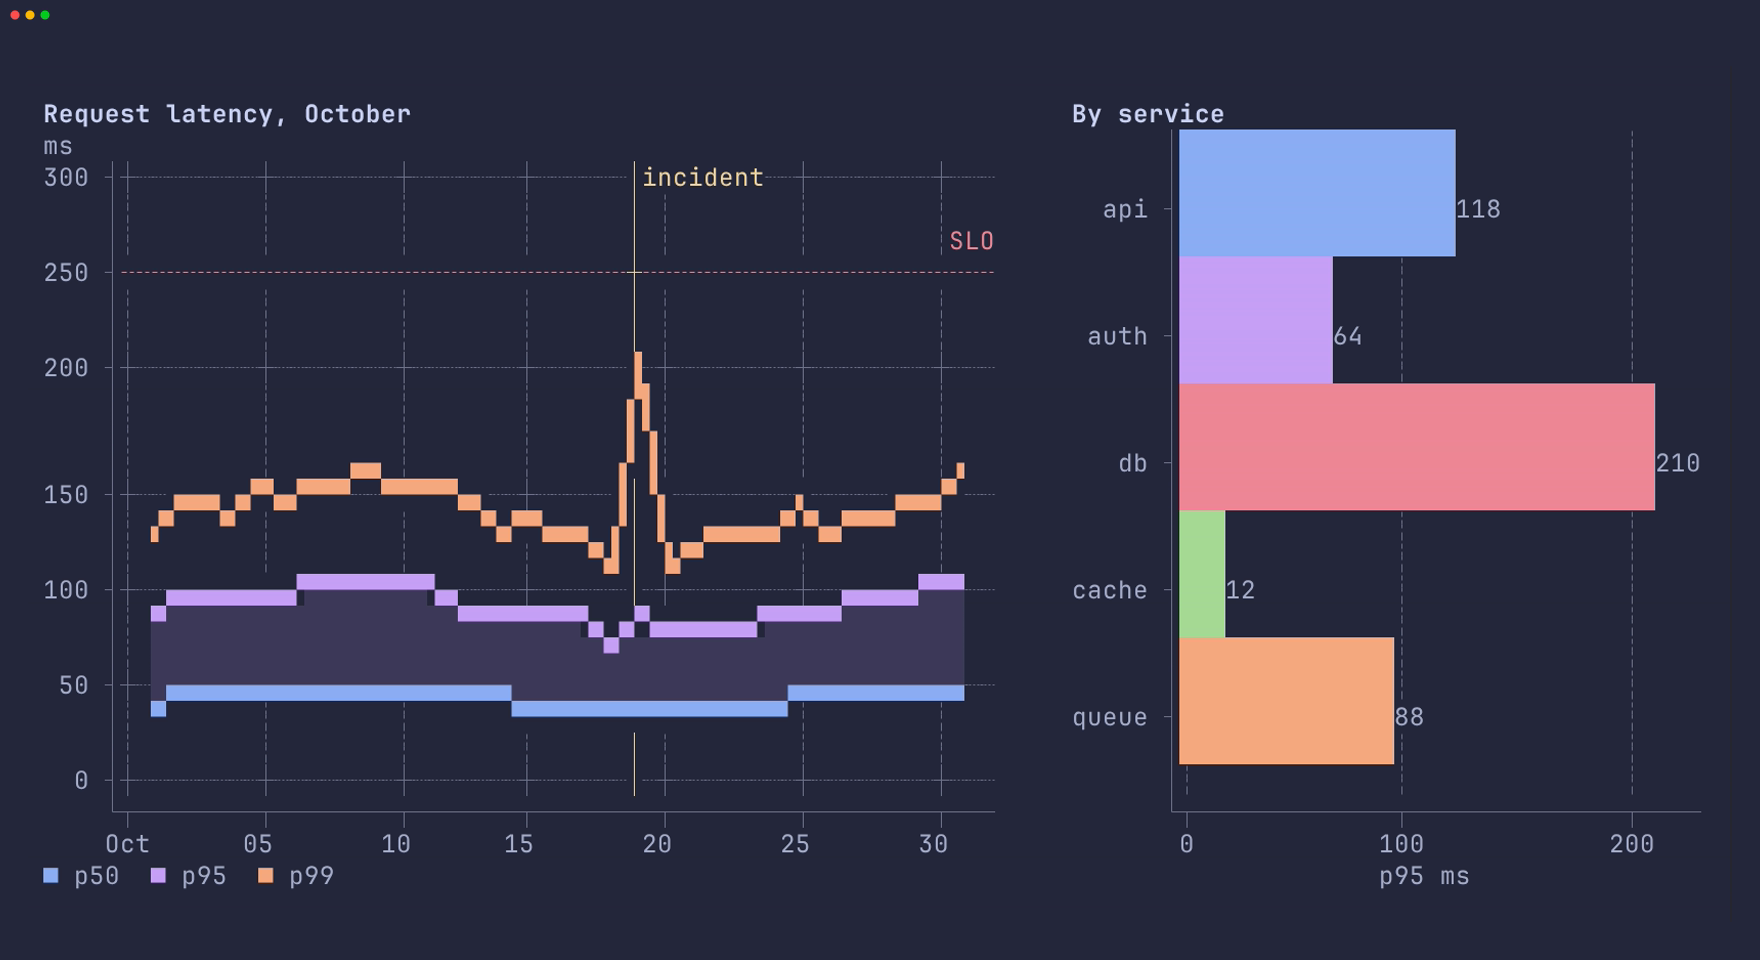 Request latency, October
ms
300
250
200
150
100
50
0
incident
SLO
Oct 05 10 15 20 25 30
p50 p95 p99
By service
api 118
auth 64
db 210
cache 12
queue 88
0 100 200
p95 ms